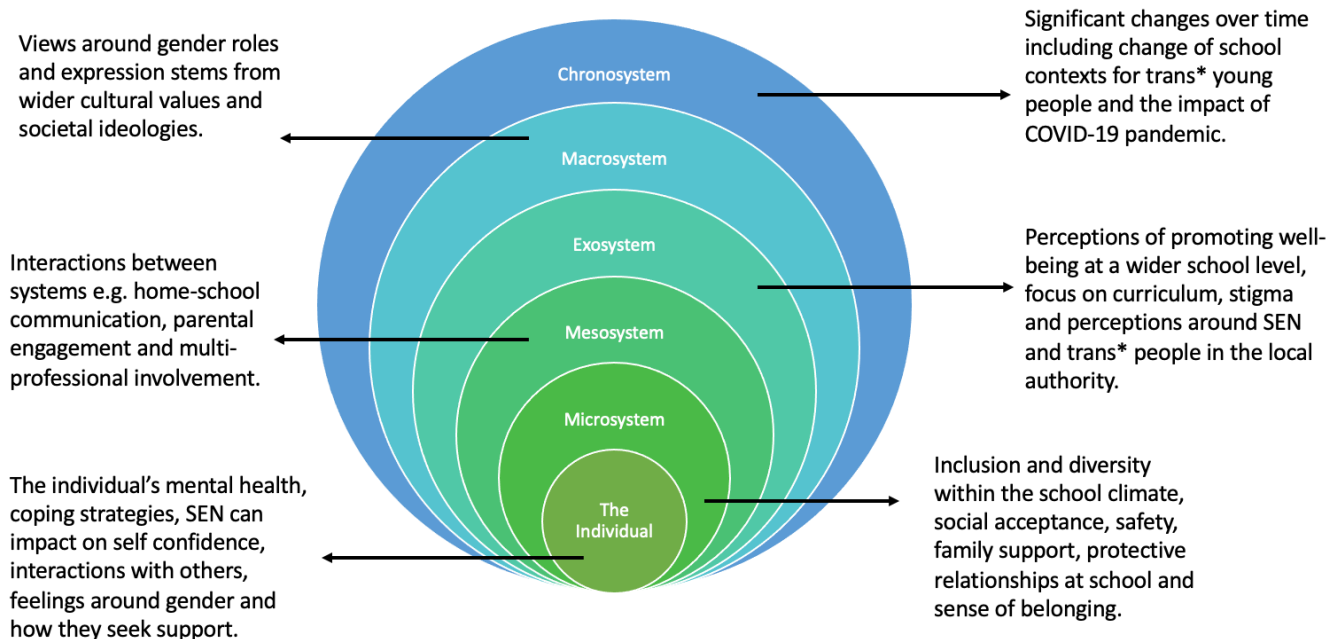 Views around gender roles
and expression stems from
wider cultural values and
societal ideologies.
Interactions between
systems e.g. home-school
communication, parental
engagement and multi-
professional involvement.
The individual's mental health,
coping strategies, SEN can
impact on self confidence,
interactions with others,
feelings around gender and
how they seek support.
Chronosystem
Macrosystem
Exosystem
Mesosystem
Microsystem
The
Individual
Significant changes over time
including change of school
contexts for trans* young
people and the impact of
COVID-19 pandemic.
Perceptions of promoting well-
being at a wider school level,
focus on curriculum, stigma
and perceptions around SEN
and trans* people in the local
authority.
Inclusion and diversity
within the school climate,
social acceptance, safety,
family support, protective
relationships at school and
sense of belonging.